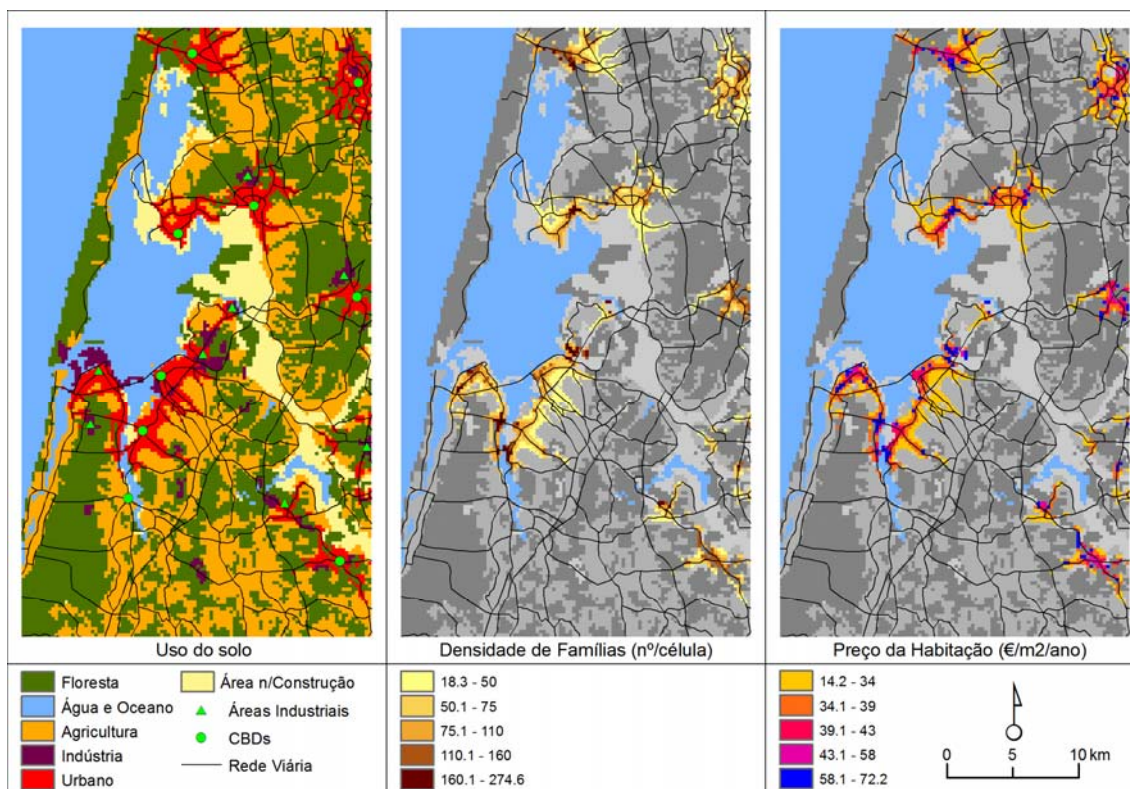 Uso do solo
Densidade de Famílias (nº/célula)
Preço da Habitação (€/m2/ano)
Floresta
Água e Oceano
Agricultura
Indústria
Urbano
Área n/Construção
Áreas Industriais
CBDs
Rede Viária
18.3 - 50
50.1 - 75
75.1 - 110
110.1 - 160
160.1 - 274.6
14.2 - 34
34.1 - 39
39.1 - 43
43.1 - 58
58.1 - 72.2
0 5 10 km